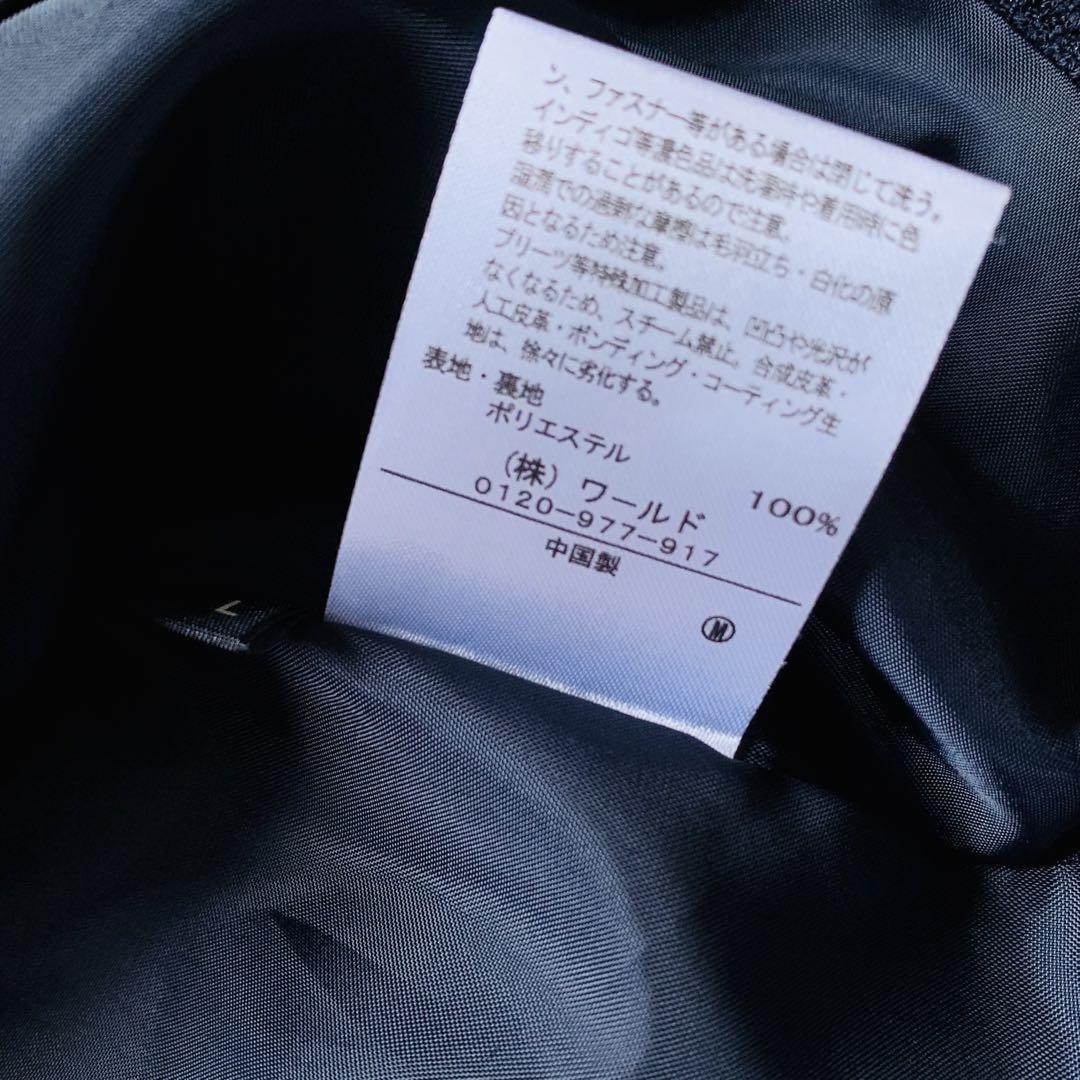 ン、ファスナー等がある場合は閉じて洗う。
インディゴ等濃色品は洗濯時や着用時に色
移りすることがあるので注意。
湿潤での過剰な摩擦は毛羽立ち・白化の原
因となるため注意。
プリーツ等特殊加工製品は、凹凸や光沢が
なくなるため、スチーム禁止。合成皮革・
人工皮革・ボンディング・コーティング生
地は、徐々に劣化する。
表地・裏地
ポリエステル 100%
(株) ワールド
0120-977-917
中国製
Ⓜ
L